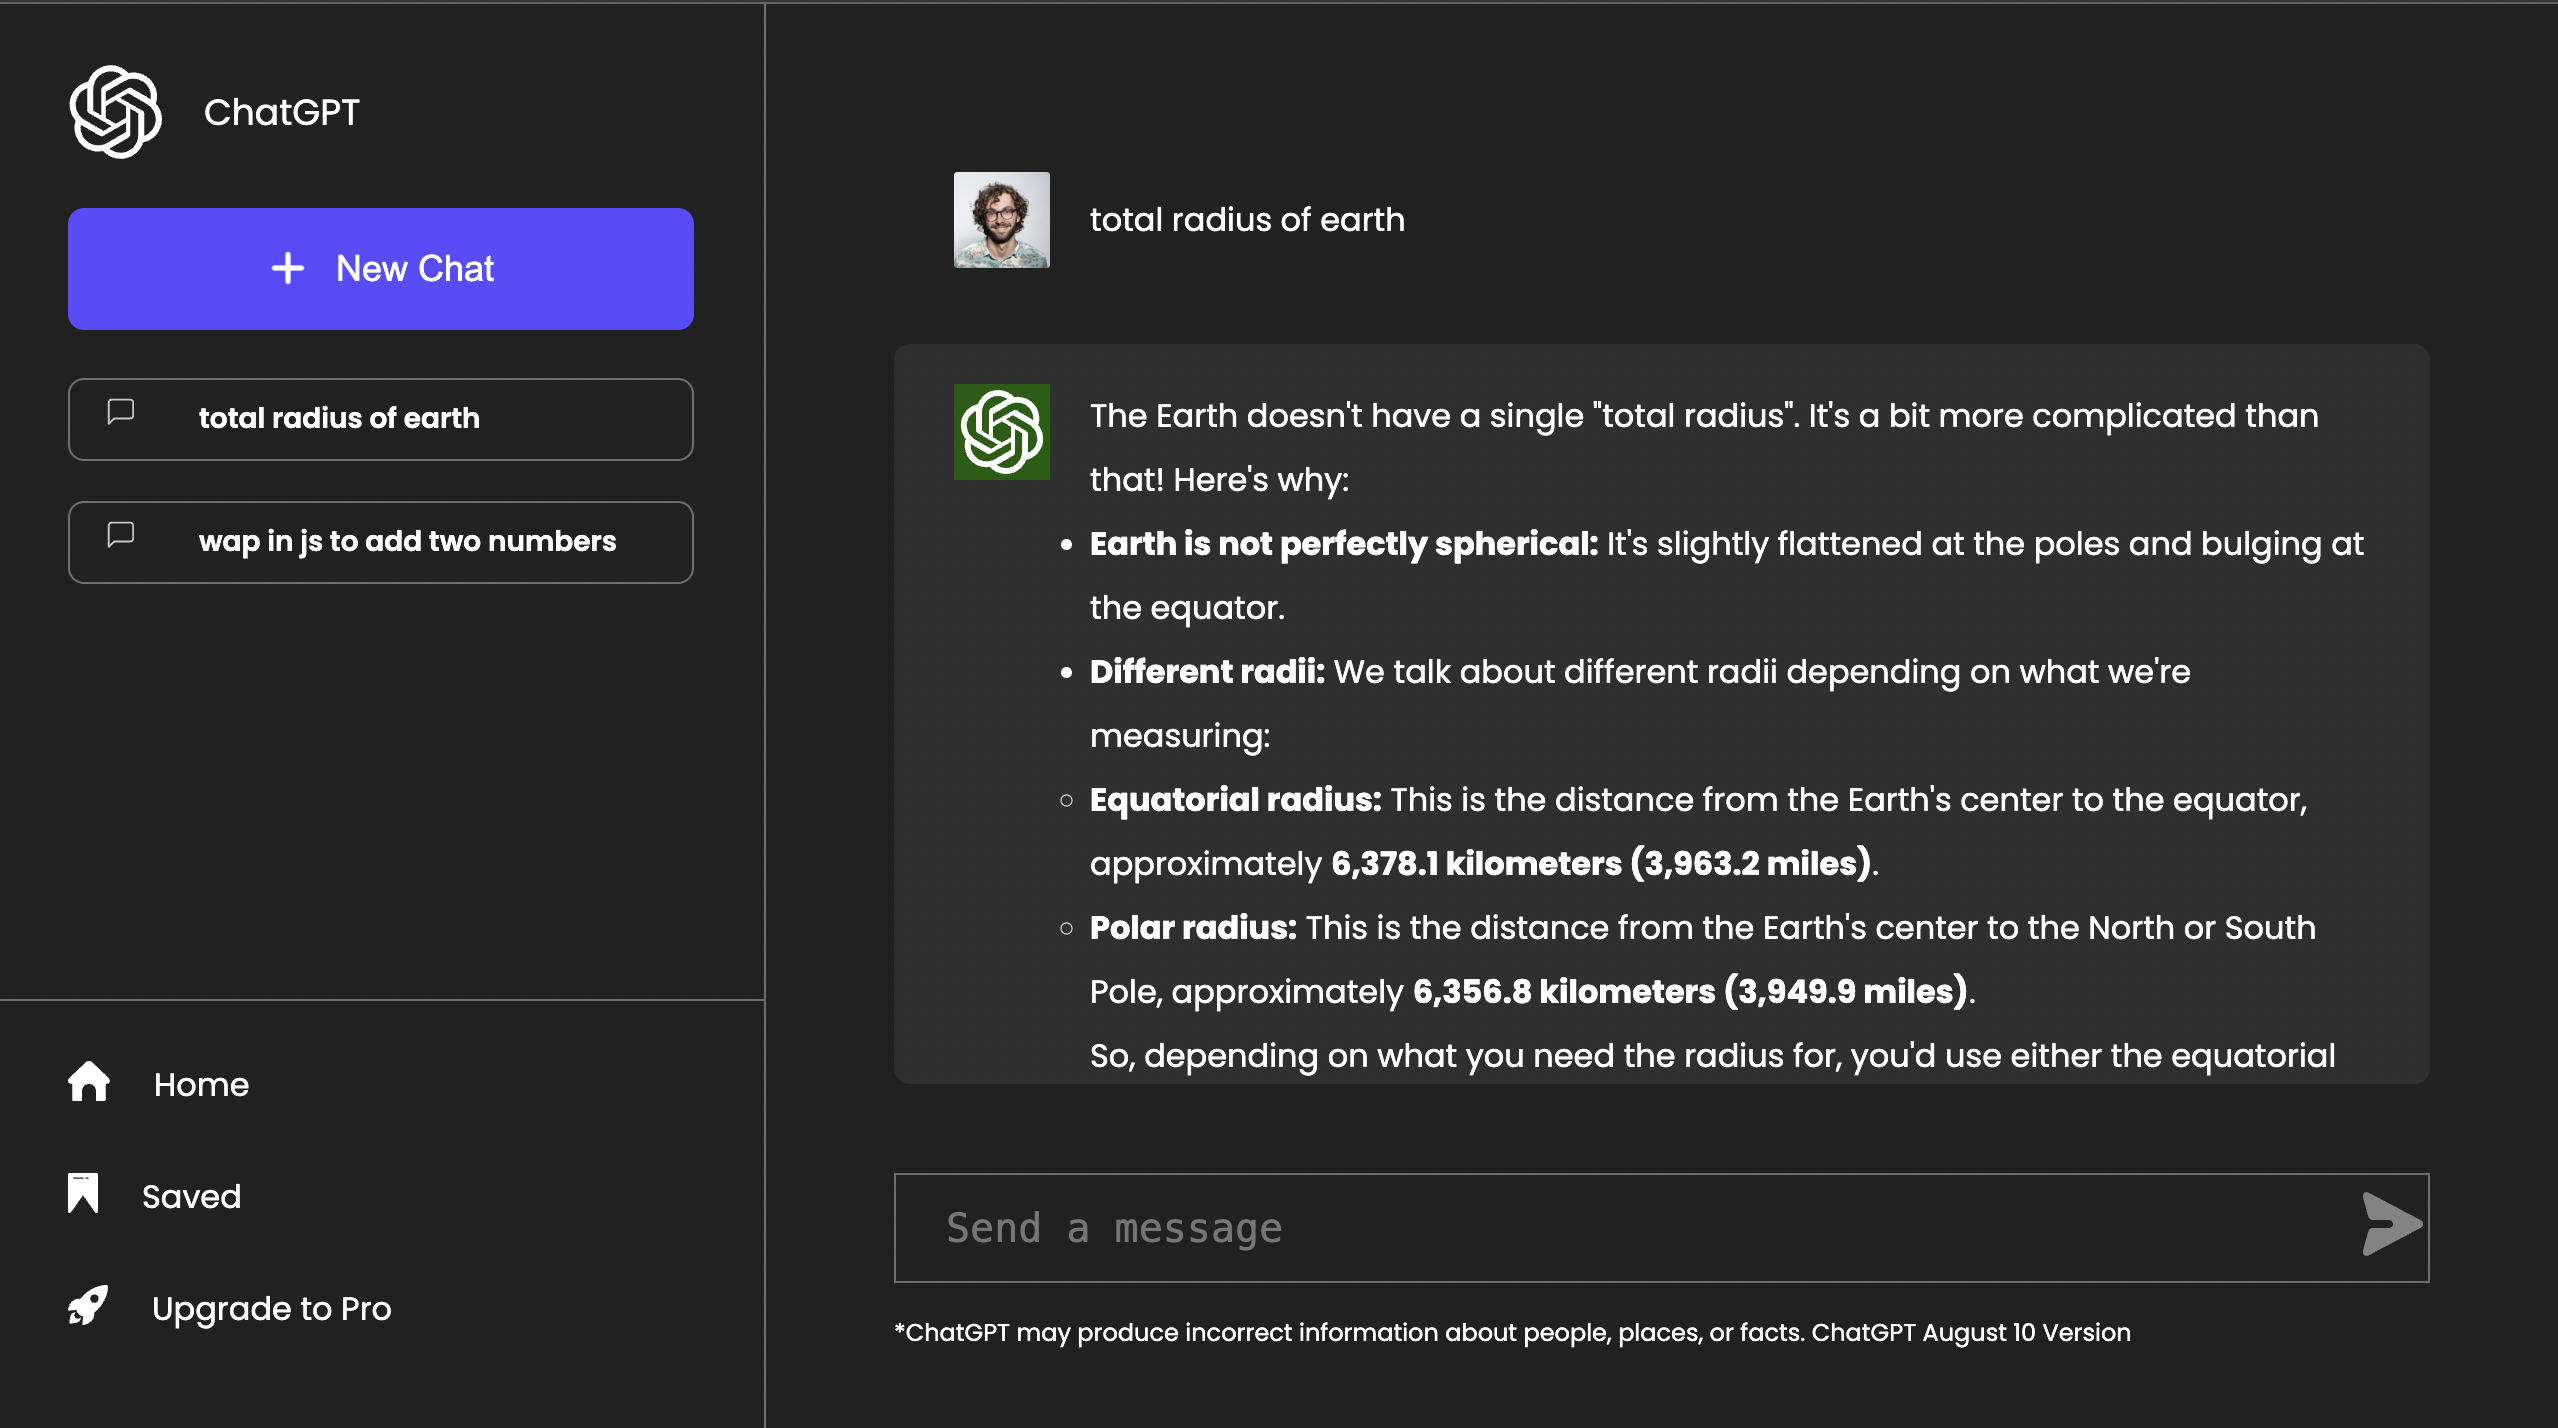 ChatGPT
New Chat
total radius of earth
wap in js to add two numbers
Home
Saved
Upgrade to Pro
total radius of earth
The Earth doesn't have a single "total radius". It's a bit more complicated than
that! Here's why:
• Earth is not perfectly spherical: It's slightly flattened at the poles and bulging at
the equator.
• Different radii: We talk about different radii depending on what we're
measuring:
◦ Equatorial radius: This is the distance from the Earth's center to the equator,
approximately 6,378.1 kilometers (3,963.2 miles).
◦ Polar radius: This is the distance from the Earth's center to the North or South
Pole, approximately 6,356.8 kilometers (3,949.9 miles).
So, depending on what you need the radius for, you'd use either the equatorial
Send a message
*ChatGPT may produce incorrect information about people, places, or facts. ChatGPT August 10 Version